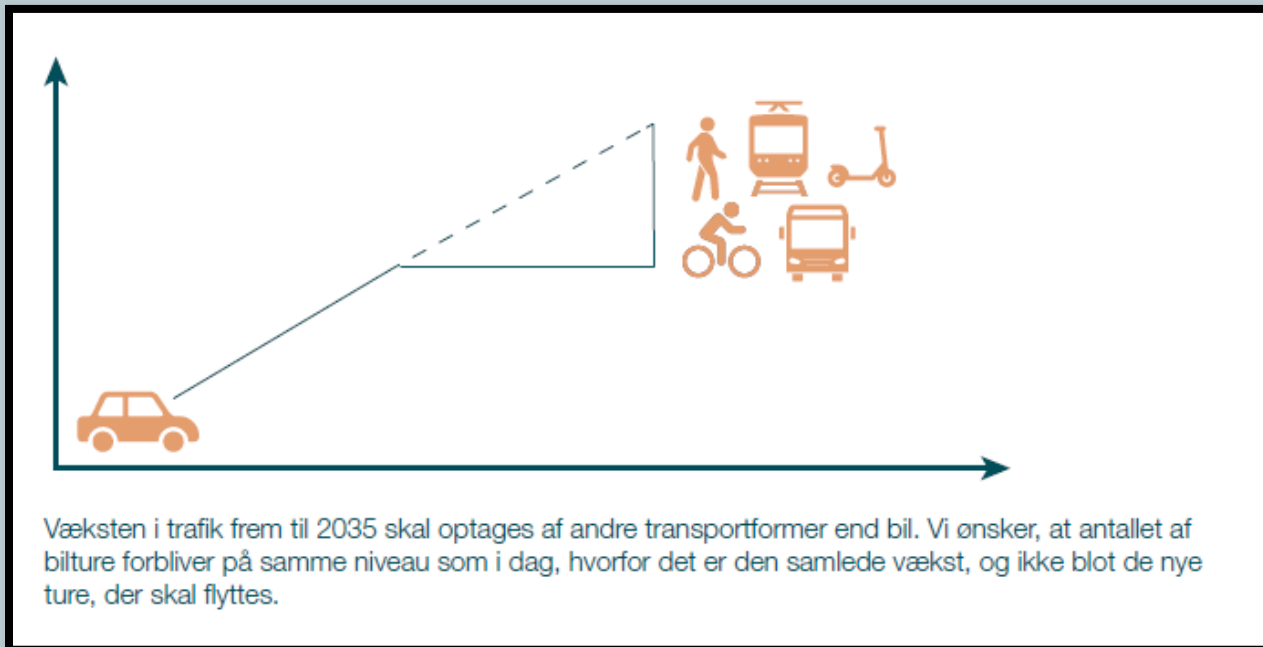 Væksten i trafik frem til 2035 skal optages af andre transportformer end bil. Vi ønsker, at antallet af
bilture forbliver på samme niveau som i dag, hvorfor det er den samlede vækst, og ikke blot de nye
ture, der skal flyttes.